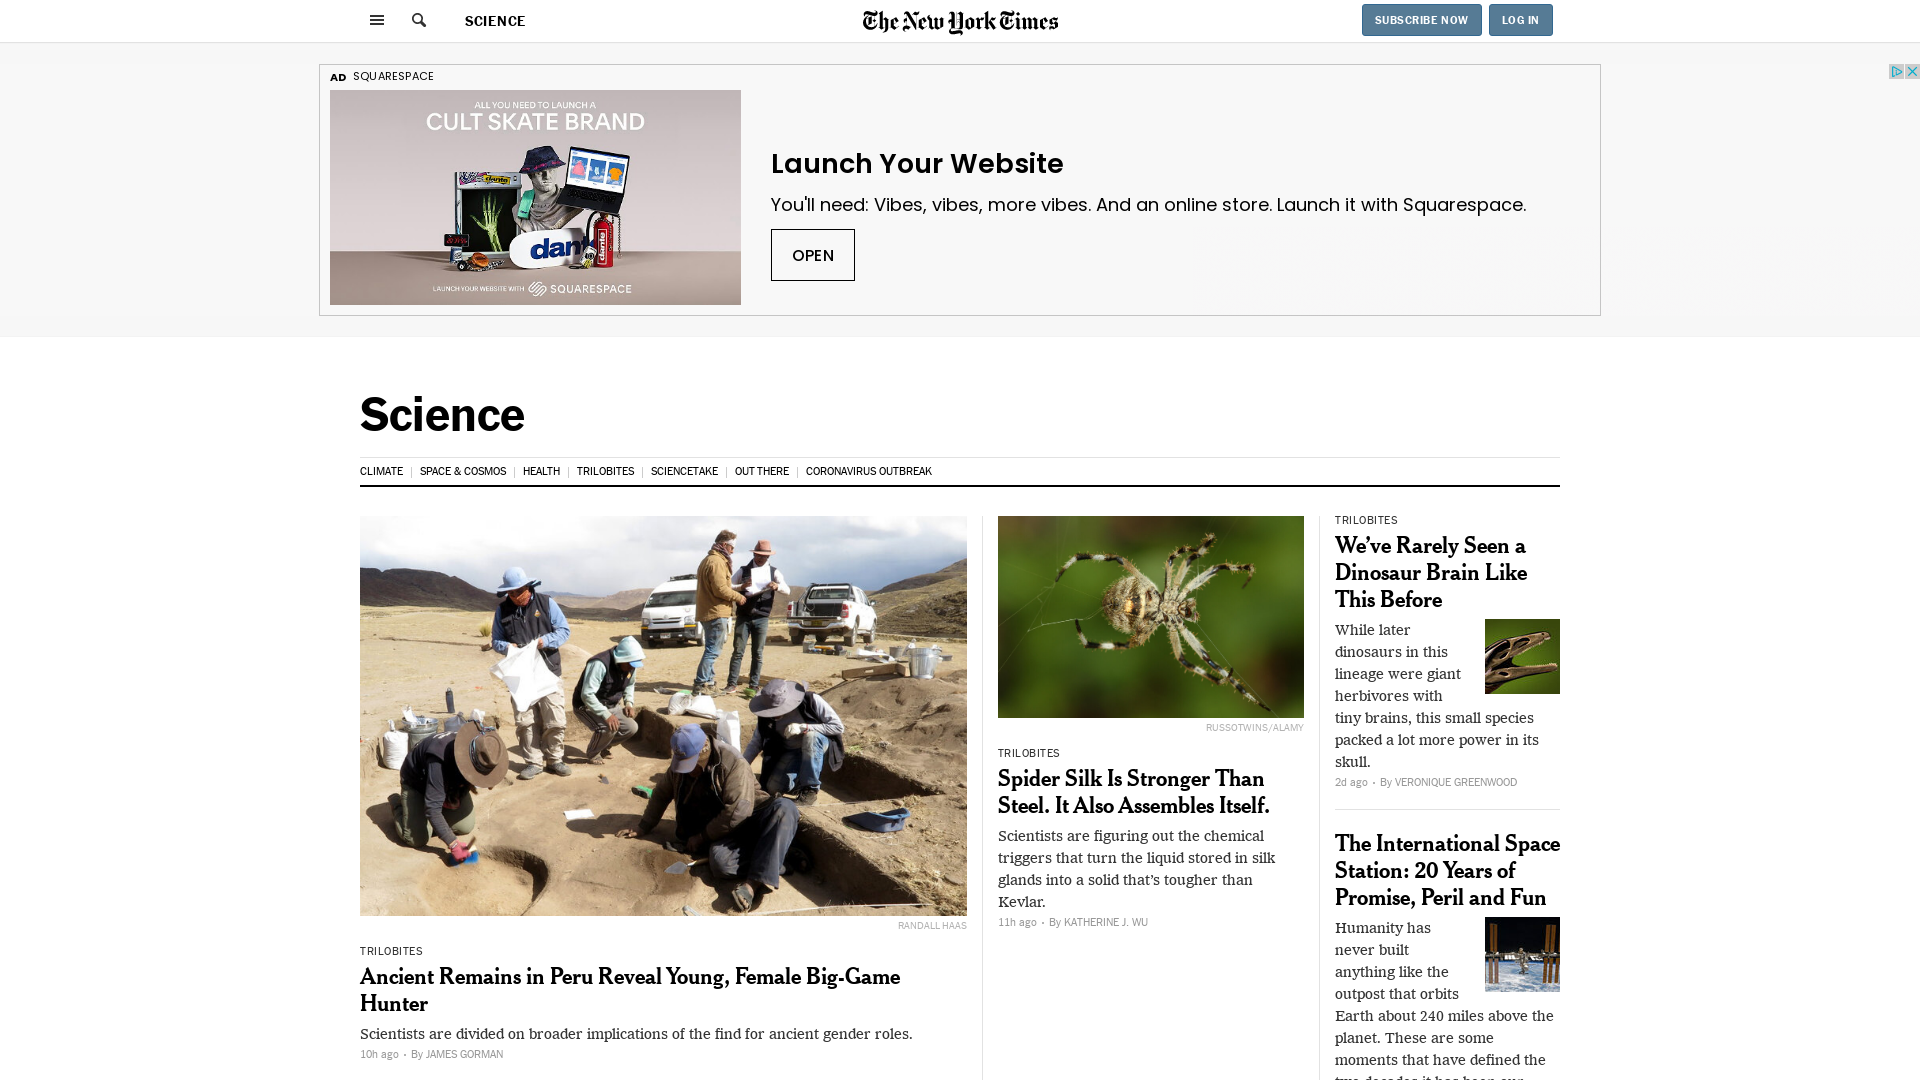 SCIENCE
The New York Times
SUBSCRIBE NOW
LOG IN
AD SQUARESPACE
ALL YOU NEED TO LAUNCH A
CULT SKATE BRAND
dante
LAUNCH YOUR WEBSITE WITH SQUARESPACE
Launch Your Website
You'll need: Vibes, vibes, more vibes. And an online store. Launch it with Squarespace.
OPEN
Science
CLIMATE
SPACE & COSMOS
HEALTH
TRILOBITES
SCIENCETAKE
OUT THERE
CORONAVIRUS OUTBREAK
RANDALL HAAS
TRILOBITES
Ancient Remains in Peru Reveal Young, Female Big-Game
Hunter
Scientists are divided on broader implications of the find for ancient gender roles.
10h ago · By JAMES GORMAN
RUSSOTWINS/ALAMY
TRILOBITES
Spider Silk Is Stronger Than
Steel. It Also Assembles Itself.
Scientists are figuring out the chemical
triggers that turn the liquid stored in silk
glands into a solid that’s tougher than
Kevlar.
11h ago · By KATHERINE J. WU
TRILOBITES
We’ve Rarely Seen a
Dinosaur Brain Like
This Before
While later
dinosaurs in this
lineage were giant
herbivores with
tiny brains, this small species
packed a lot more power in its
skull.
2d ago · By VERONIQUE GREENWOOD
The International Space
Station: 20 Years of
Promise, Peril and Fun
Humanity has
never built
anything like the
outpost that orbits
Earth about 240 miles above the
planet. These are some
moments that have defined the